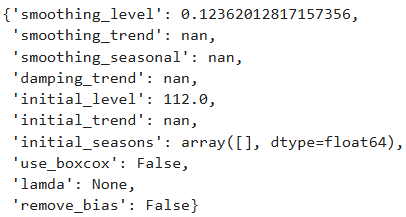 {'smoothing_level': 0.12362012817157356,
'smoothing_trend': nan,
'smoothing_seasonal': nan,
'damping_trend': nan,
'initial_level': 112.0,
'initial_trend': nan,
'initial_seasons': array([], dtype=float64),
'use_boxcox': False,
'lamda': None,
'remove_bias': False}